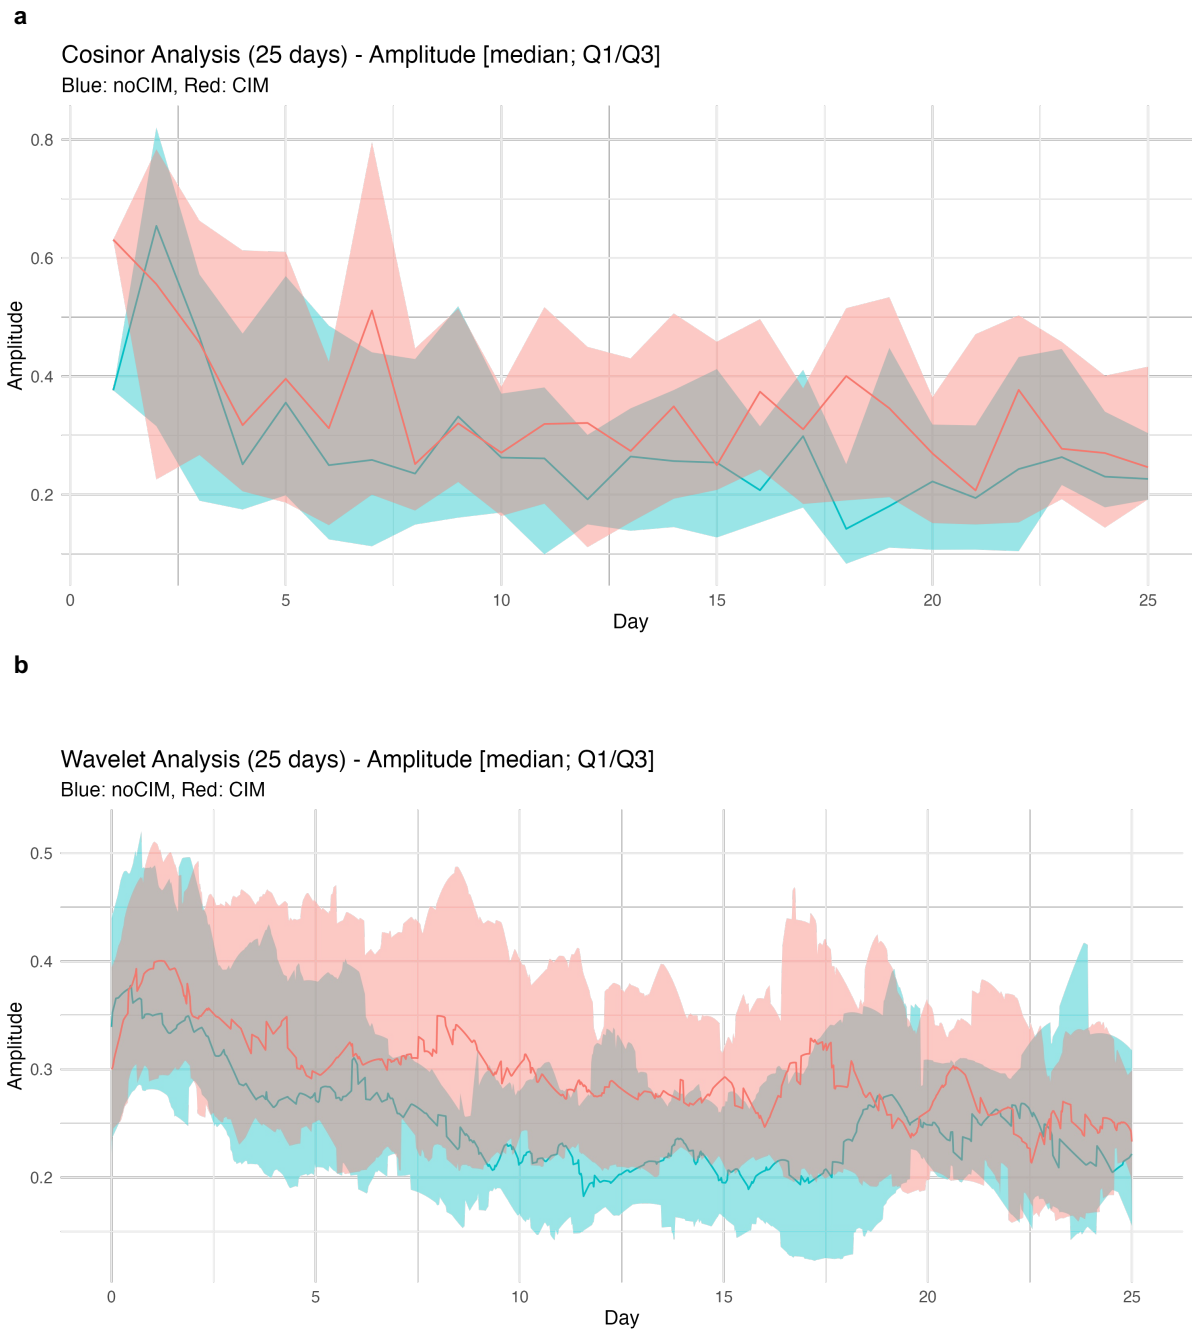 a
Cosinor Analysis (25 days) - Amplitude [median; Q1/Q3]
Blue: noCIM, Red: CIM
0.8
0.6
0.4
0.2
Amplitude
0 5 10 15 20 25
Day
b
Wavelet Analysis (25 days) - Amplitude [median; Q1/Q3]
Blue: noCIM, Red: CIM
0.5
0.4
0.3
0.2
Amplitude
0 5 10 15 20 25
Day